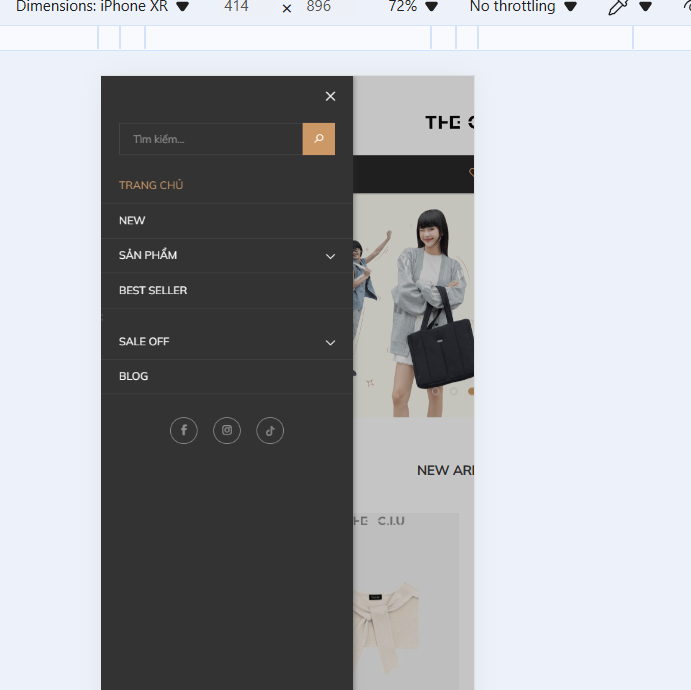 Dimensions: iPhone XR 414 × 896 72% No throttling
Tìm kiếm...
TRANG CHỦ
NEW
SẢN PHẨM
BEST SELLER
SALE OFF
BLOG
THE C
NEW ARI
THE C.I.U